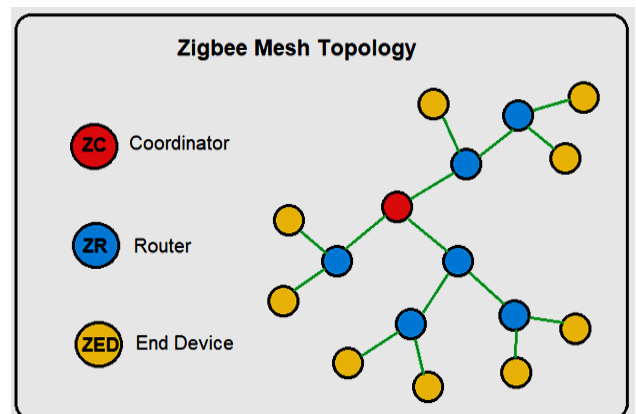 Zigbee Mesh Topology
ZC Coordinator
ZR Router
ZED End Device